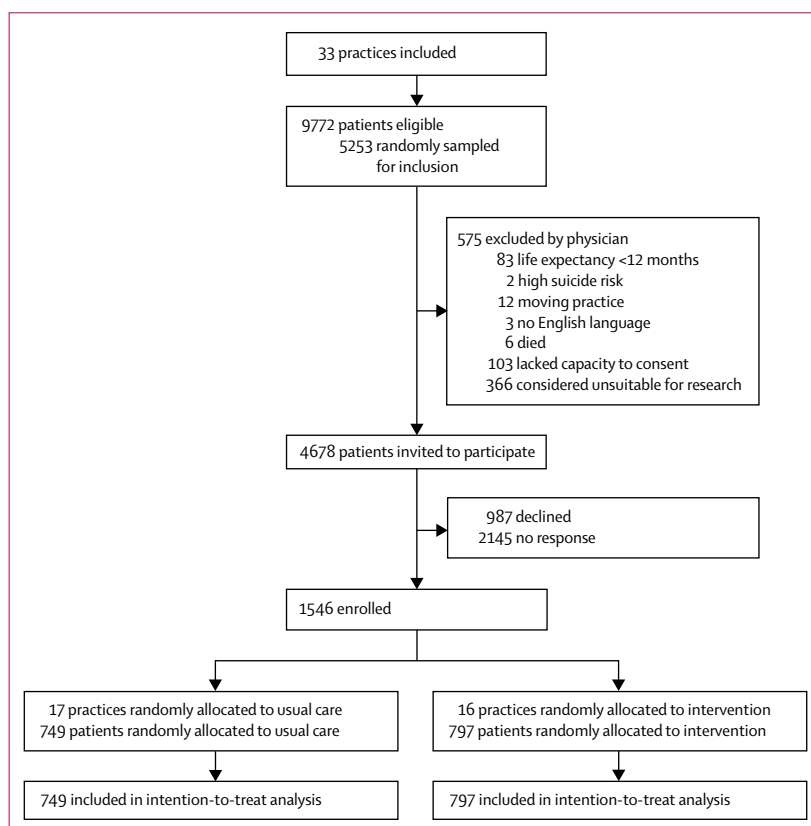 33 practices included
9772 patients eligible
5253 randomly sampled
for inclusion
575 excluded by physician
83 life expectancy <12 months
2 high suicide risk
12 moving practice
3 no English language
6 died
103 lacked capacity to consent
366 considered unsuitable for research
4678 patients invited to participate
987 declined
2145 no response
1546 enrolled
17 practices randomly allocated to usual care
749 patients randomly allocated to usual care
16 practices randomly allocated to intervention
797 patients randomly allocated to intervention
749 included in intention-to-treat analysis
797 included in intention-to-treat analysis